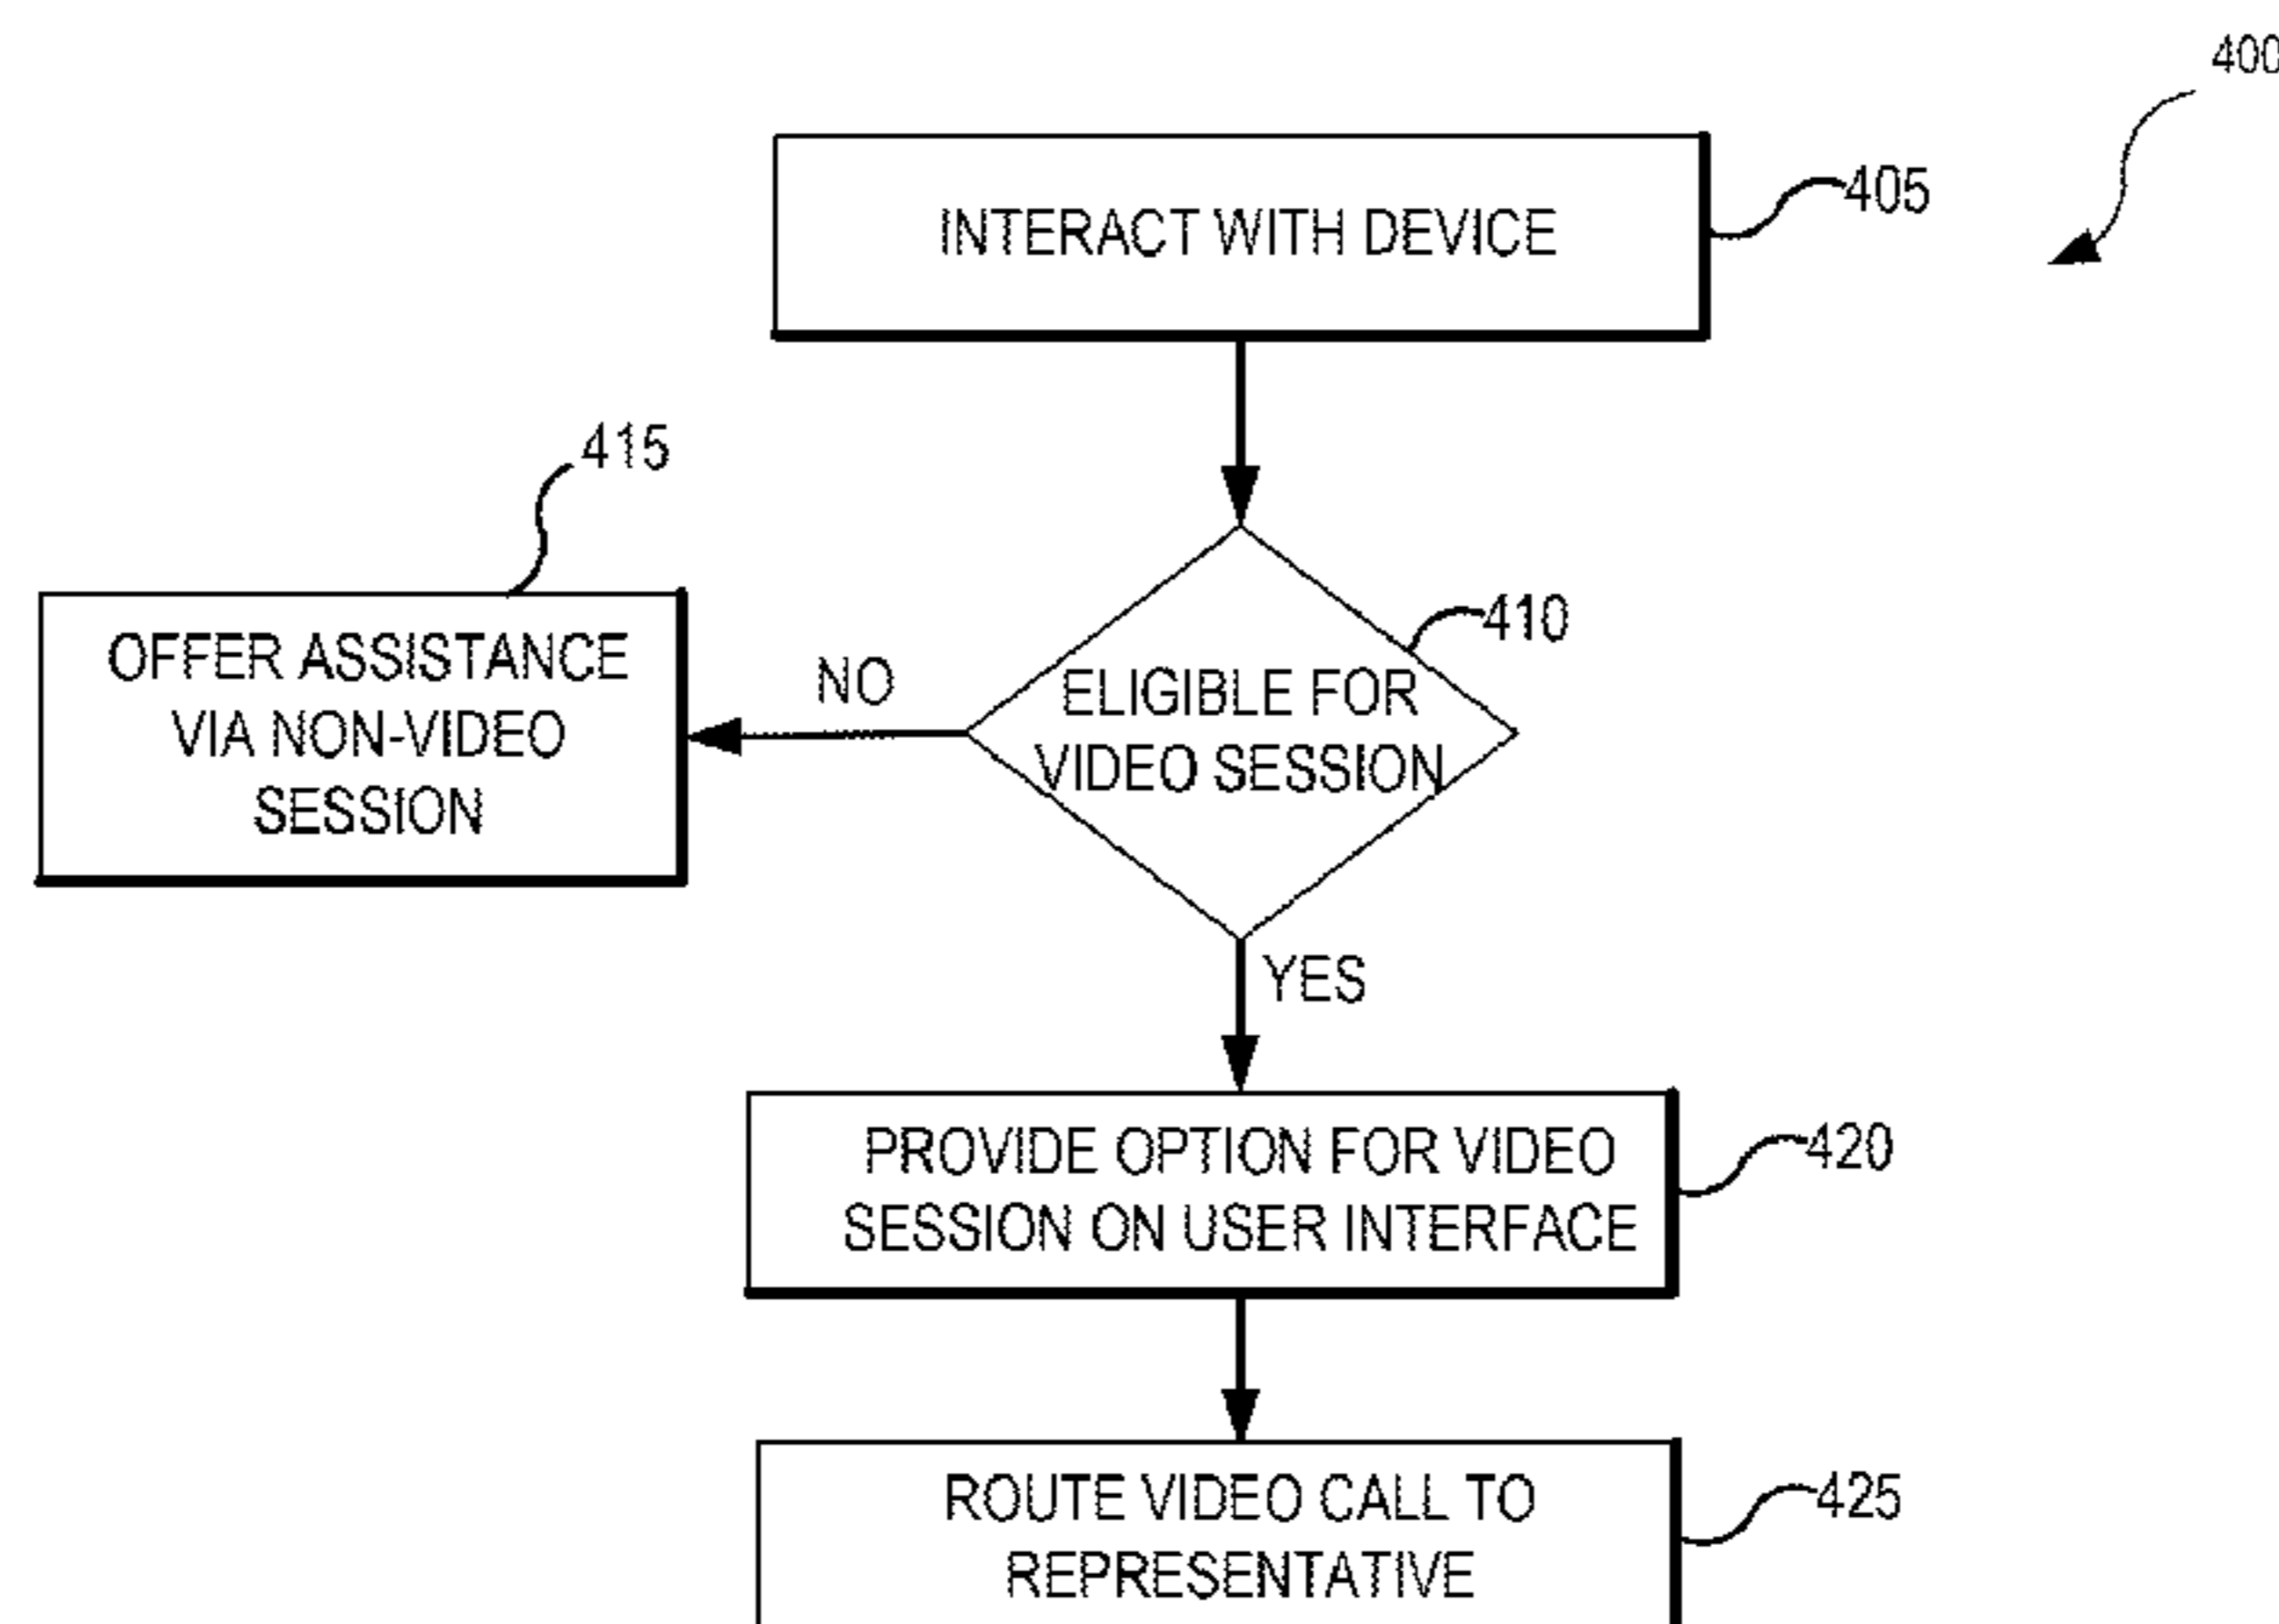 400
INTERACT WITH DEVICE
405
415
410
OFFER ASSISTANCE
VIA NON-VIDEO
SESSION
NO
ELIGIBLE FOR
VIDEO SESSION
YES
PROVIDE OPTION FOR VIDEO
SESSION ON USER INTERFACE
420
ROUTE VIDEO CALL TO
REPRESENTATIVE
425